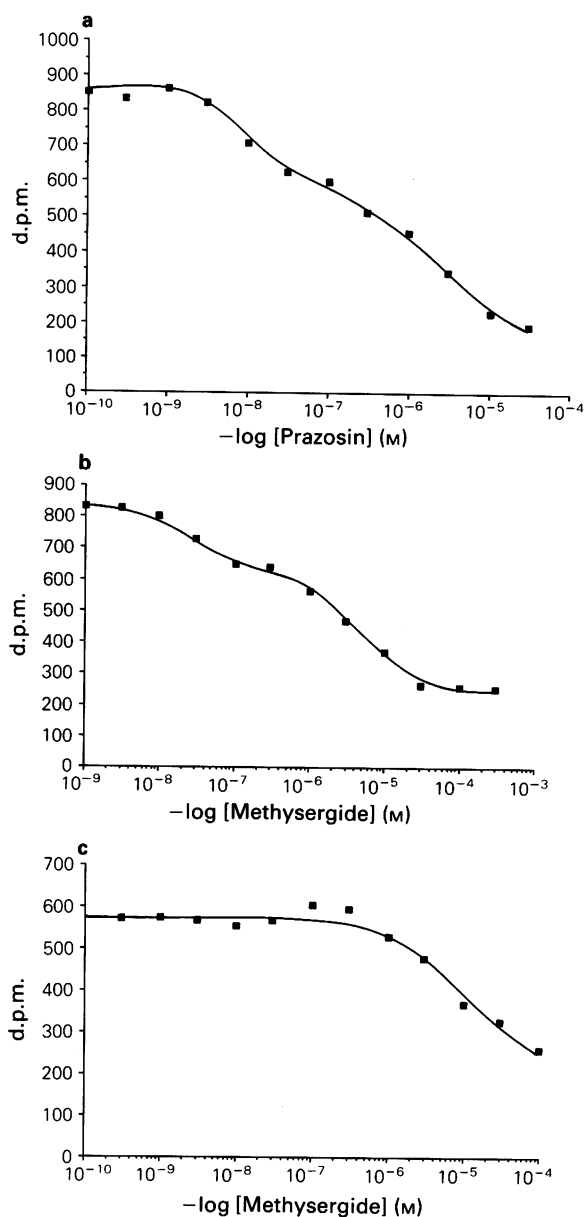 a
1000
900
800
700
600
500
400
300
200
100
0
d.p.m.
10⁻¹⁰ 10⁻⁹ 10⁻⁸ 10⁻⁷ 10⁻⁶ 10⁻⁵ 10⁻⁴
−log [Prazosin] (M)
b
900
800
700
600
500
400
300
200
100
0
d.p.m.
10⁻⁹ 10⁻⁸ 10⁻⁷ 10⁻⁶ 10⁻⁵ 10⁻⁴ 10⁻³
−log [Methysergide] (M)
c
700
600
500
400
300
200
100
0
d.p.m.
10⁻¹⁰ 10⁻⁹ 10⁻⁸ 10⁻⁷ 10⁻⁶ 10⁻⁵ 10⁻⁴
−log [Methysergide] (M)